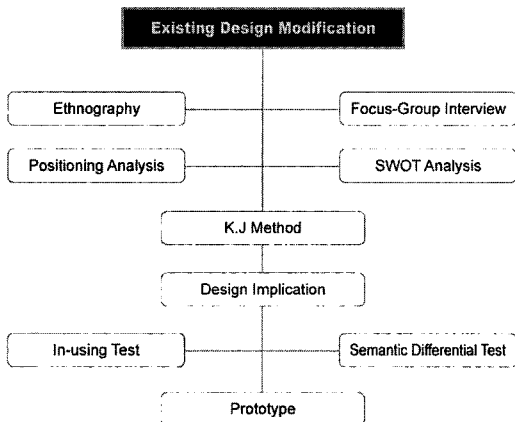 Existing Design Modification
Ethnography
Focus-Group Interview
Positioning Analysis
SWOT Analysis
K.J Method
Design Implication
In-using Test
Semantic Differential Test
Prototype